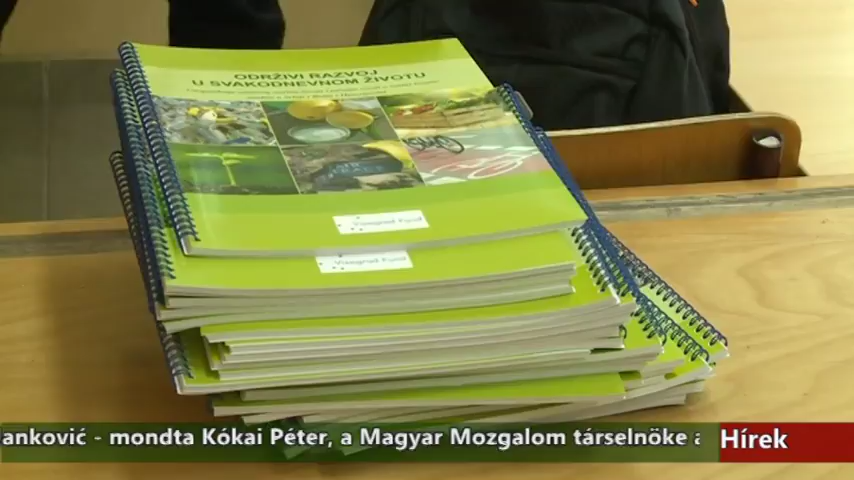 ODRŽIVI RAZVOJ
U SVAKODNEVNOM ŽIVOTU
Visegrad Fund
Visegrad Fund
anković - mondta Kókai Péter, a Magyar Mozgalom társelnöke a
Hírek